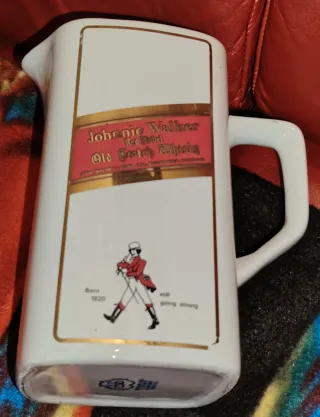 Johnnie Walker
Red Label
Old Scotch Whisky
Born
1820
still
going strong